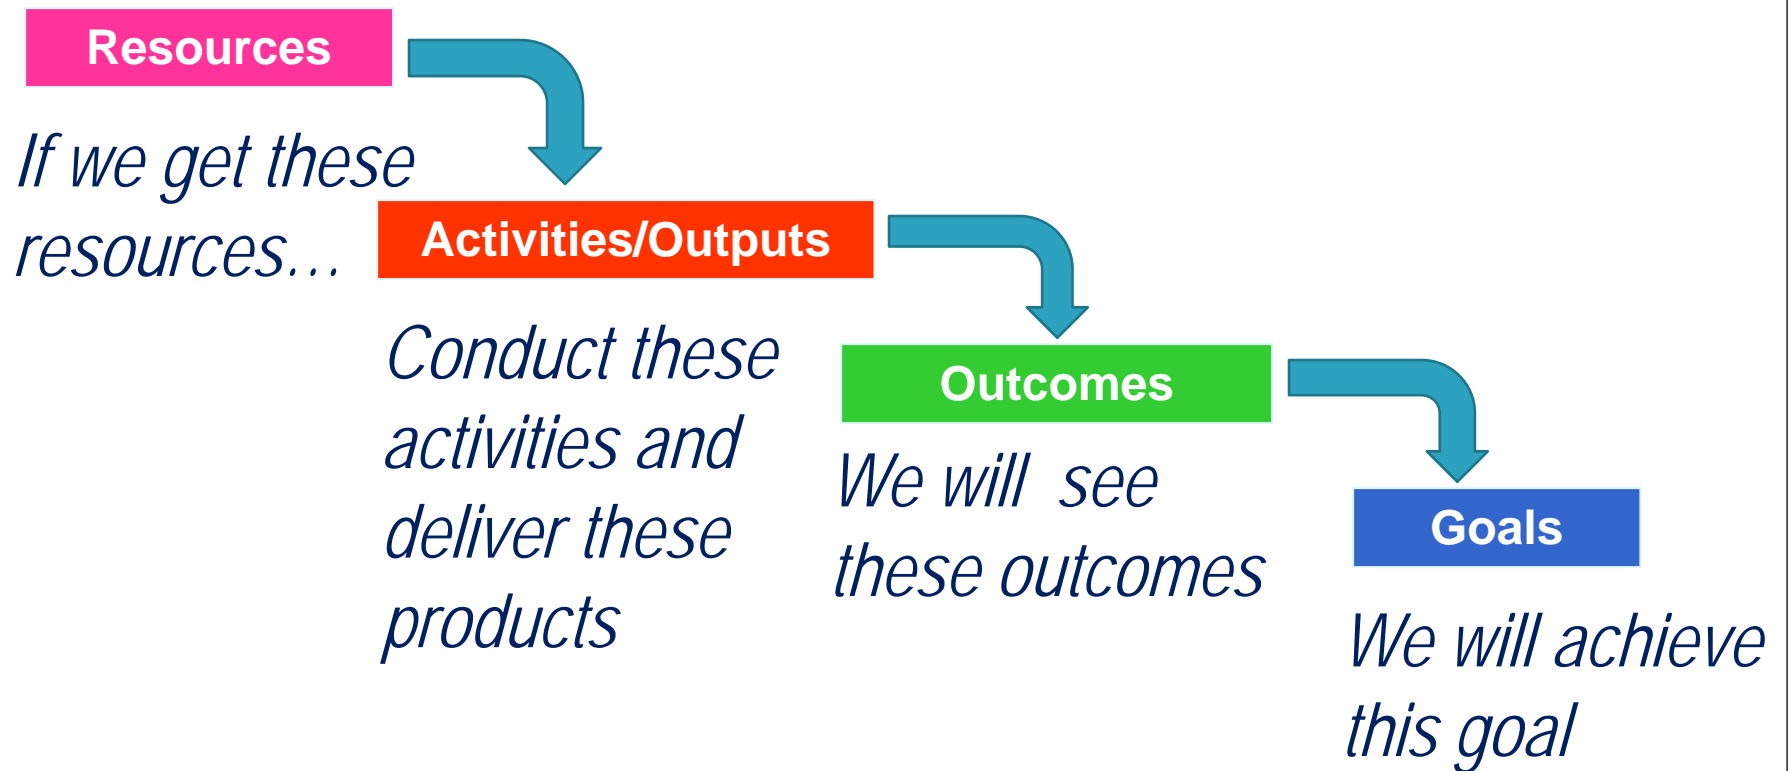 Resources
If we get these
resources…
Activities/Outputs
Conduct these
activities and
deliver these
products
Outcomes
We will  see
these outcomes
Goals
We will achieve
this goal